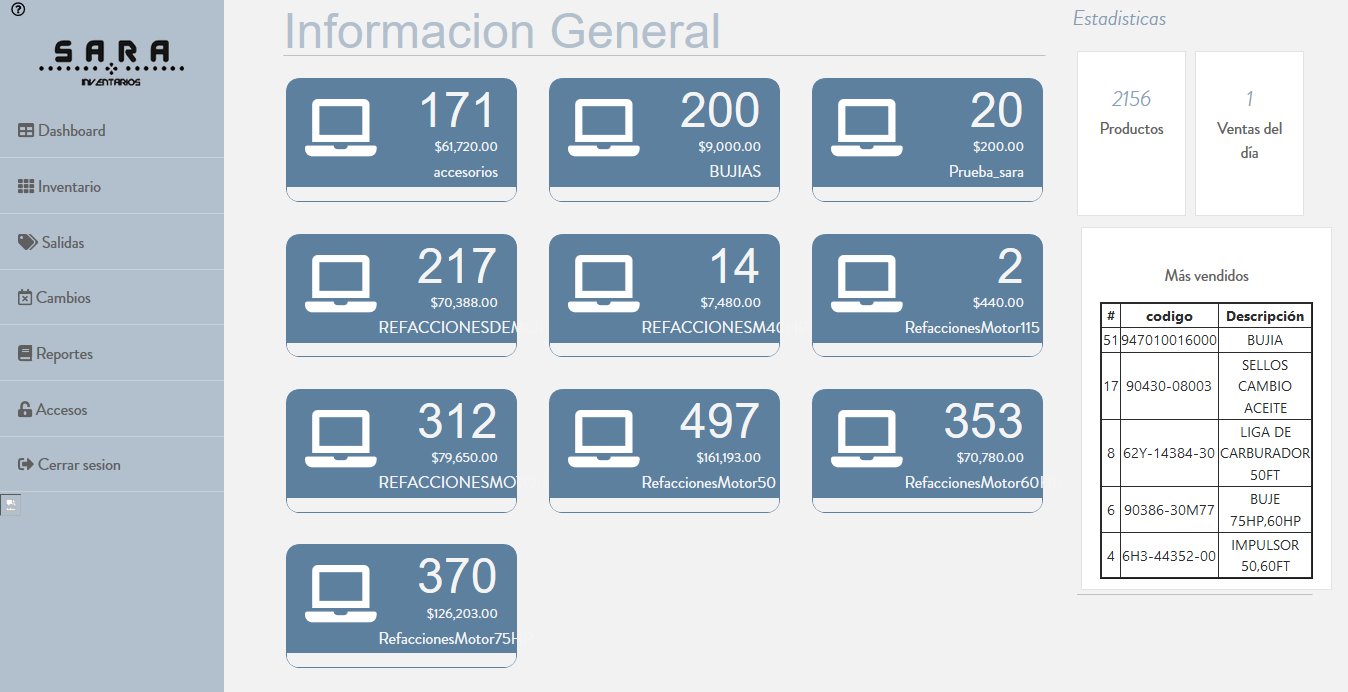 SARA
INVENTARIOS
Dashboard
Inventario
Salidas
Cambios
Reportes
Accesos
Cerrar sesion
Informacion General
171
$61,720.00
accesorios
200
$9,000.00
BUJIAS
20
$200.00
Prueba_sara
217
$70,388.00
REFACCIONESDEM
14
$7,480.00
REFACCIONESM40
2
$440.00
RefaccionesMotor115
312
$79,650.00
REFACCIONESMO
497
$161,193.00
RefaccionesMotor50
353
$70,780.00
RefaccionesMotor60
370
$126,203.00
RefaccionesMotor75H
Estadisticas
2156
Productos
1
Ventas del
día
Más vendidos
# codigo Descripción
51 947010016000 BUJIA
17 90430-08003 SELLOS
CAMBIO
ACEITE
8 62Y-14384-30 LIGA DE
CARBURADOR
50FT
6 90386-30M77 BUJE
75HP,60HP
4 6H3-44352-00 IMPULSOR
50,60FT